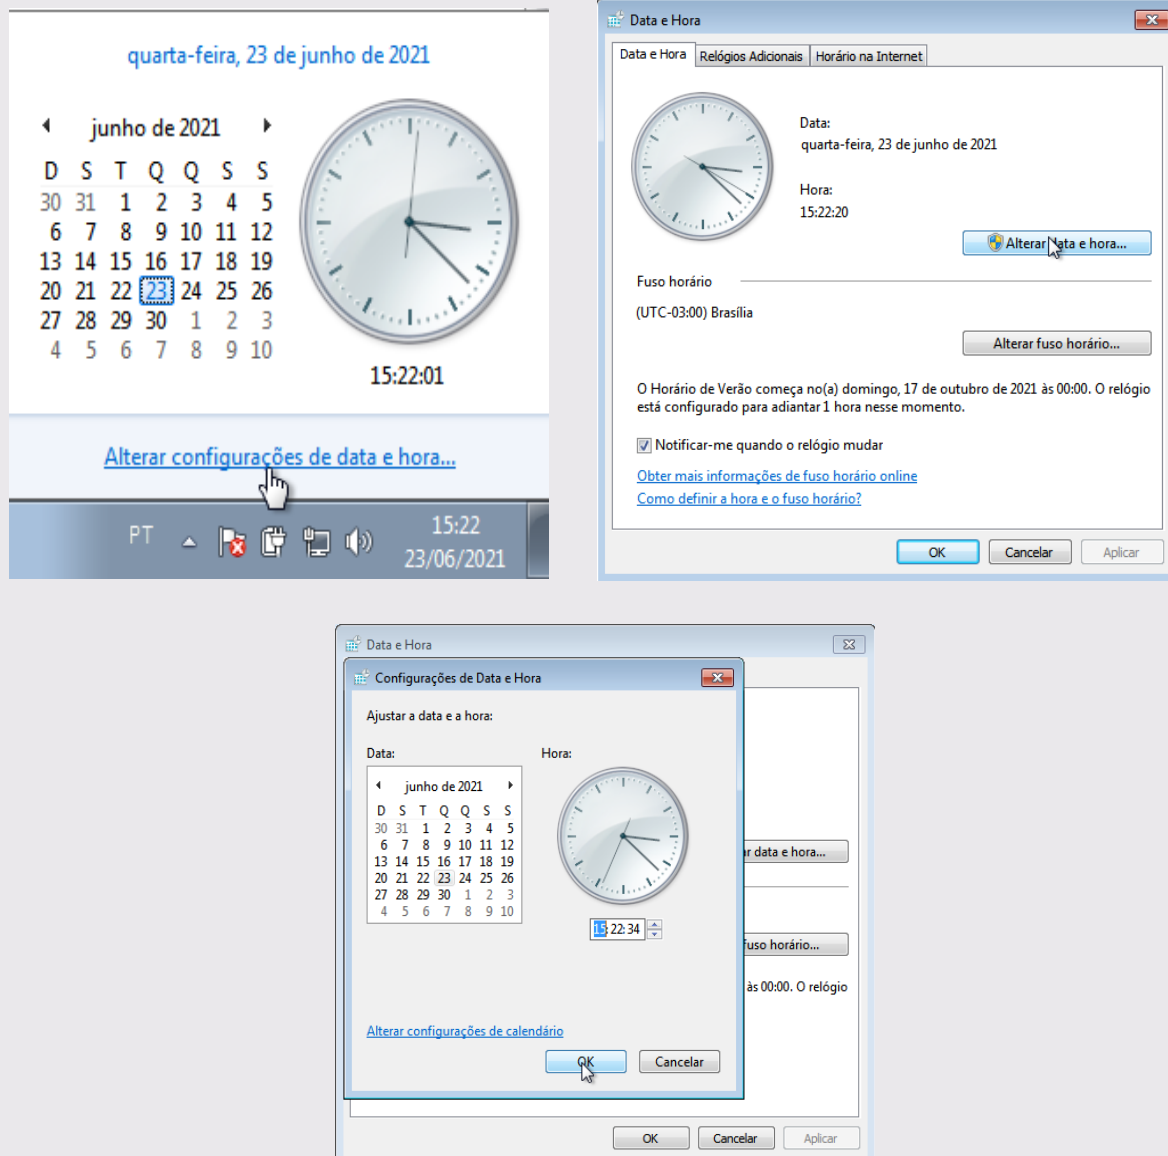 quarta-feira, 23 de junho de 2021
junho de 2021
D S T Q Q S S
30 31 1 2 3 4 5
6 7 8 9 10 11 12
13 14 15 16 17 18 19
20 21 22 23 24 25 26
27 28 29 30 1 2 3
4 5 6 7 8 9 10
15:22:01
Alterar configurações de data e hora...
PT
15:22
23/06/2021
Data e Hora
Data e Hora Relógios Adicionais Horário na Internet
Data:
quarta-feira, 23 de junho de 2021
Hora:
15:22:20
Alterar data e hora...
Fuso horário
(UTC-03:00) Brasília
Alterar fuso horário...
O Horário de Verão começa no(a) domingo, 17 de outubro de 2021 às 00:00. O relógio
está configurado para adiantar 1 hora nesse momento.
Notificar-me quando o relógio mudar
Obter mais informações de fuso horário online
Como definir a hora e o fuso horário?
OK Cancelar Aplicar
Data e Hora
Configurações de Data e Hora
Ajustar a data e a hora:
Data:
Hora:
junho de 2021
D S T Q Q S S
30 31 1 2 3 4 5
6 7 8 9 10 11 12
13 14 15 16 17 18 19
20 21 22 23 24 25 26
27 28 29 30 1 2 3
4 5 6 7 8 9 10
15:22:34
Alterar configurações de calendário
OK Cancelar
ar data e hora...
fuso horário...
às 00:00. O relógio
OK Cancelar Aplicar